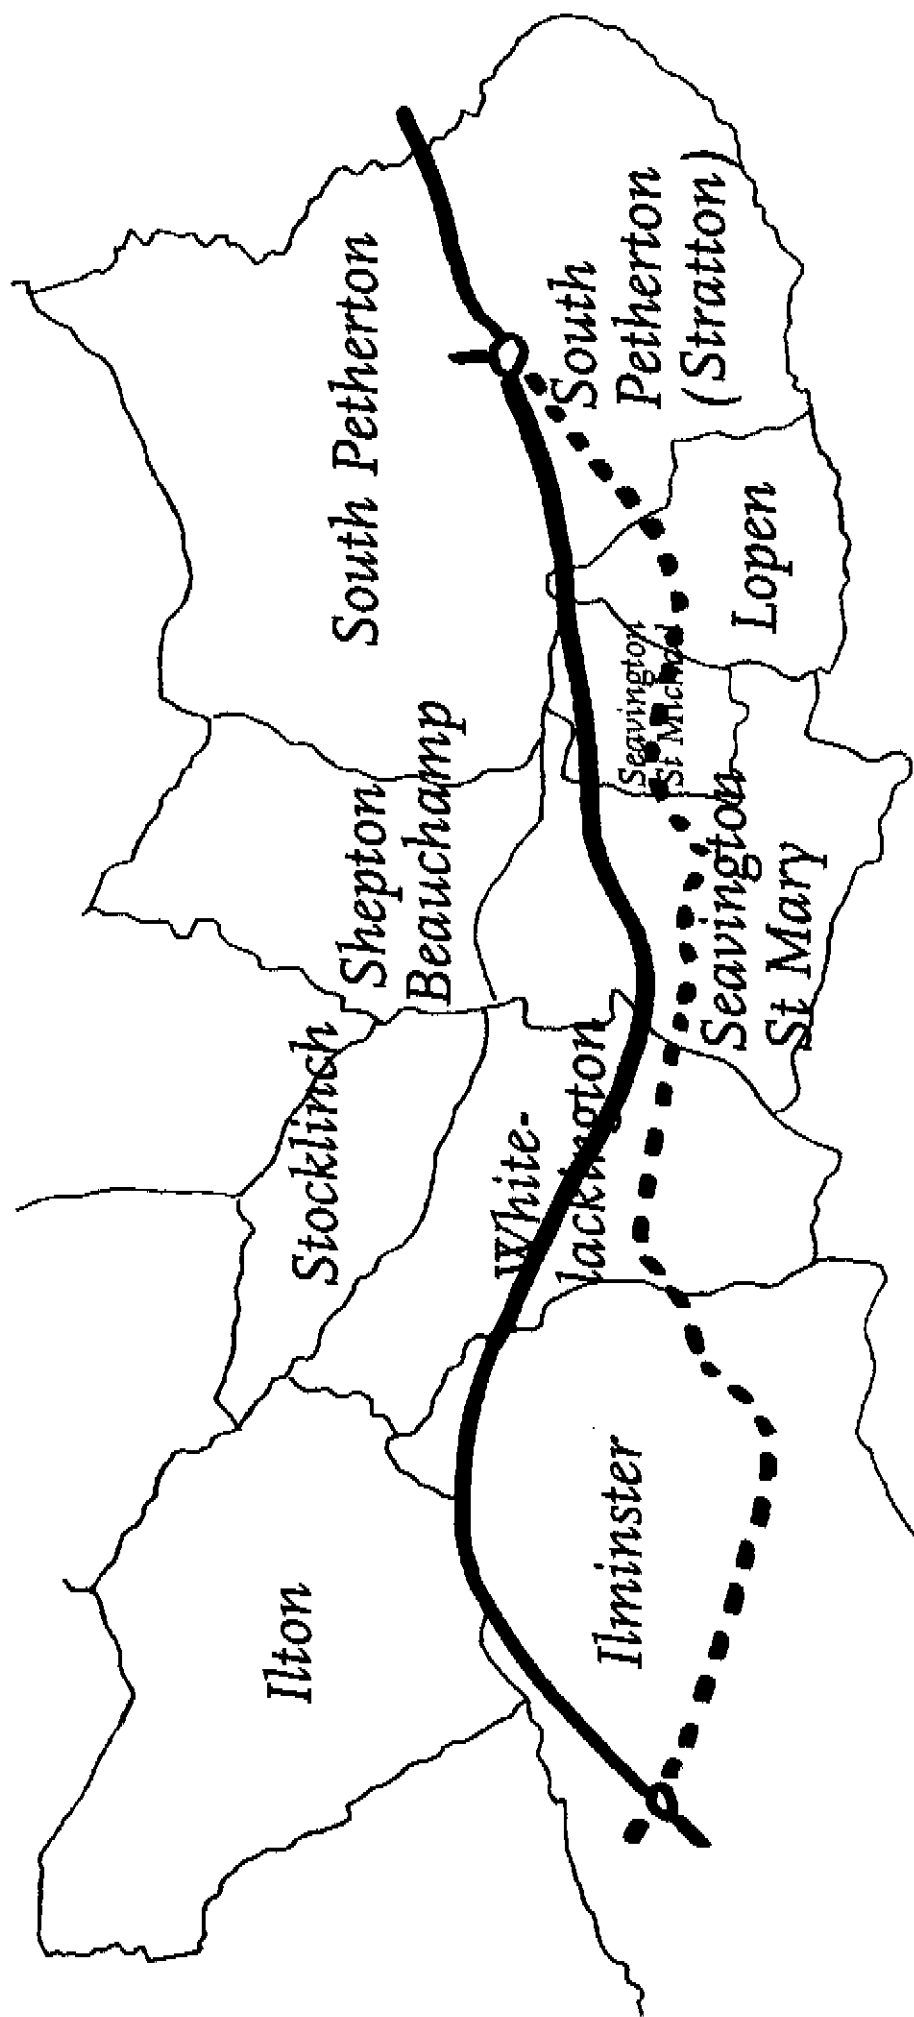 Ilton
Stocklinch
Shepton
Beauchamp
South Petherton
Ilminster
White-
lackington
Seavington
St Michael
Seavington
St Mary
Lopen
South
Petherton
(Stratton)